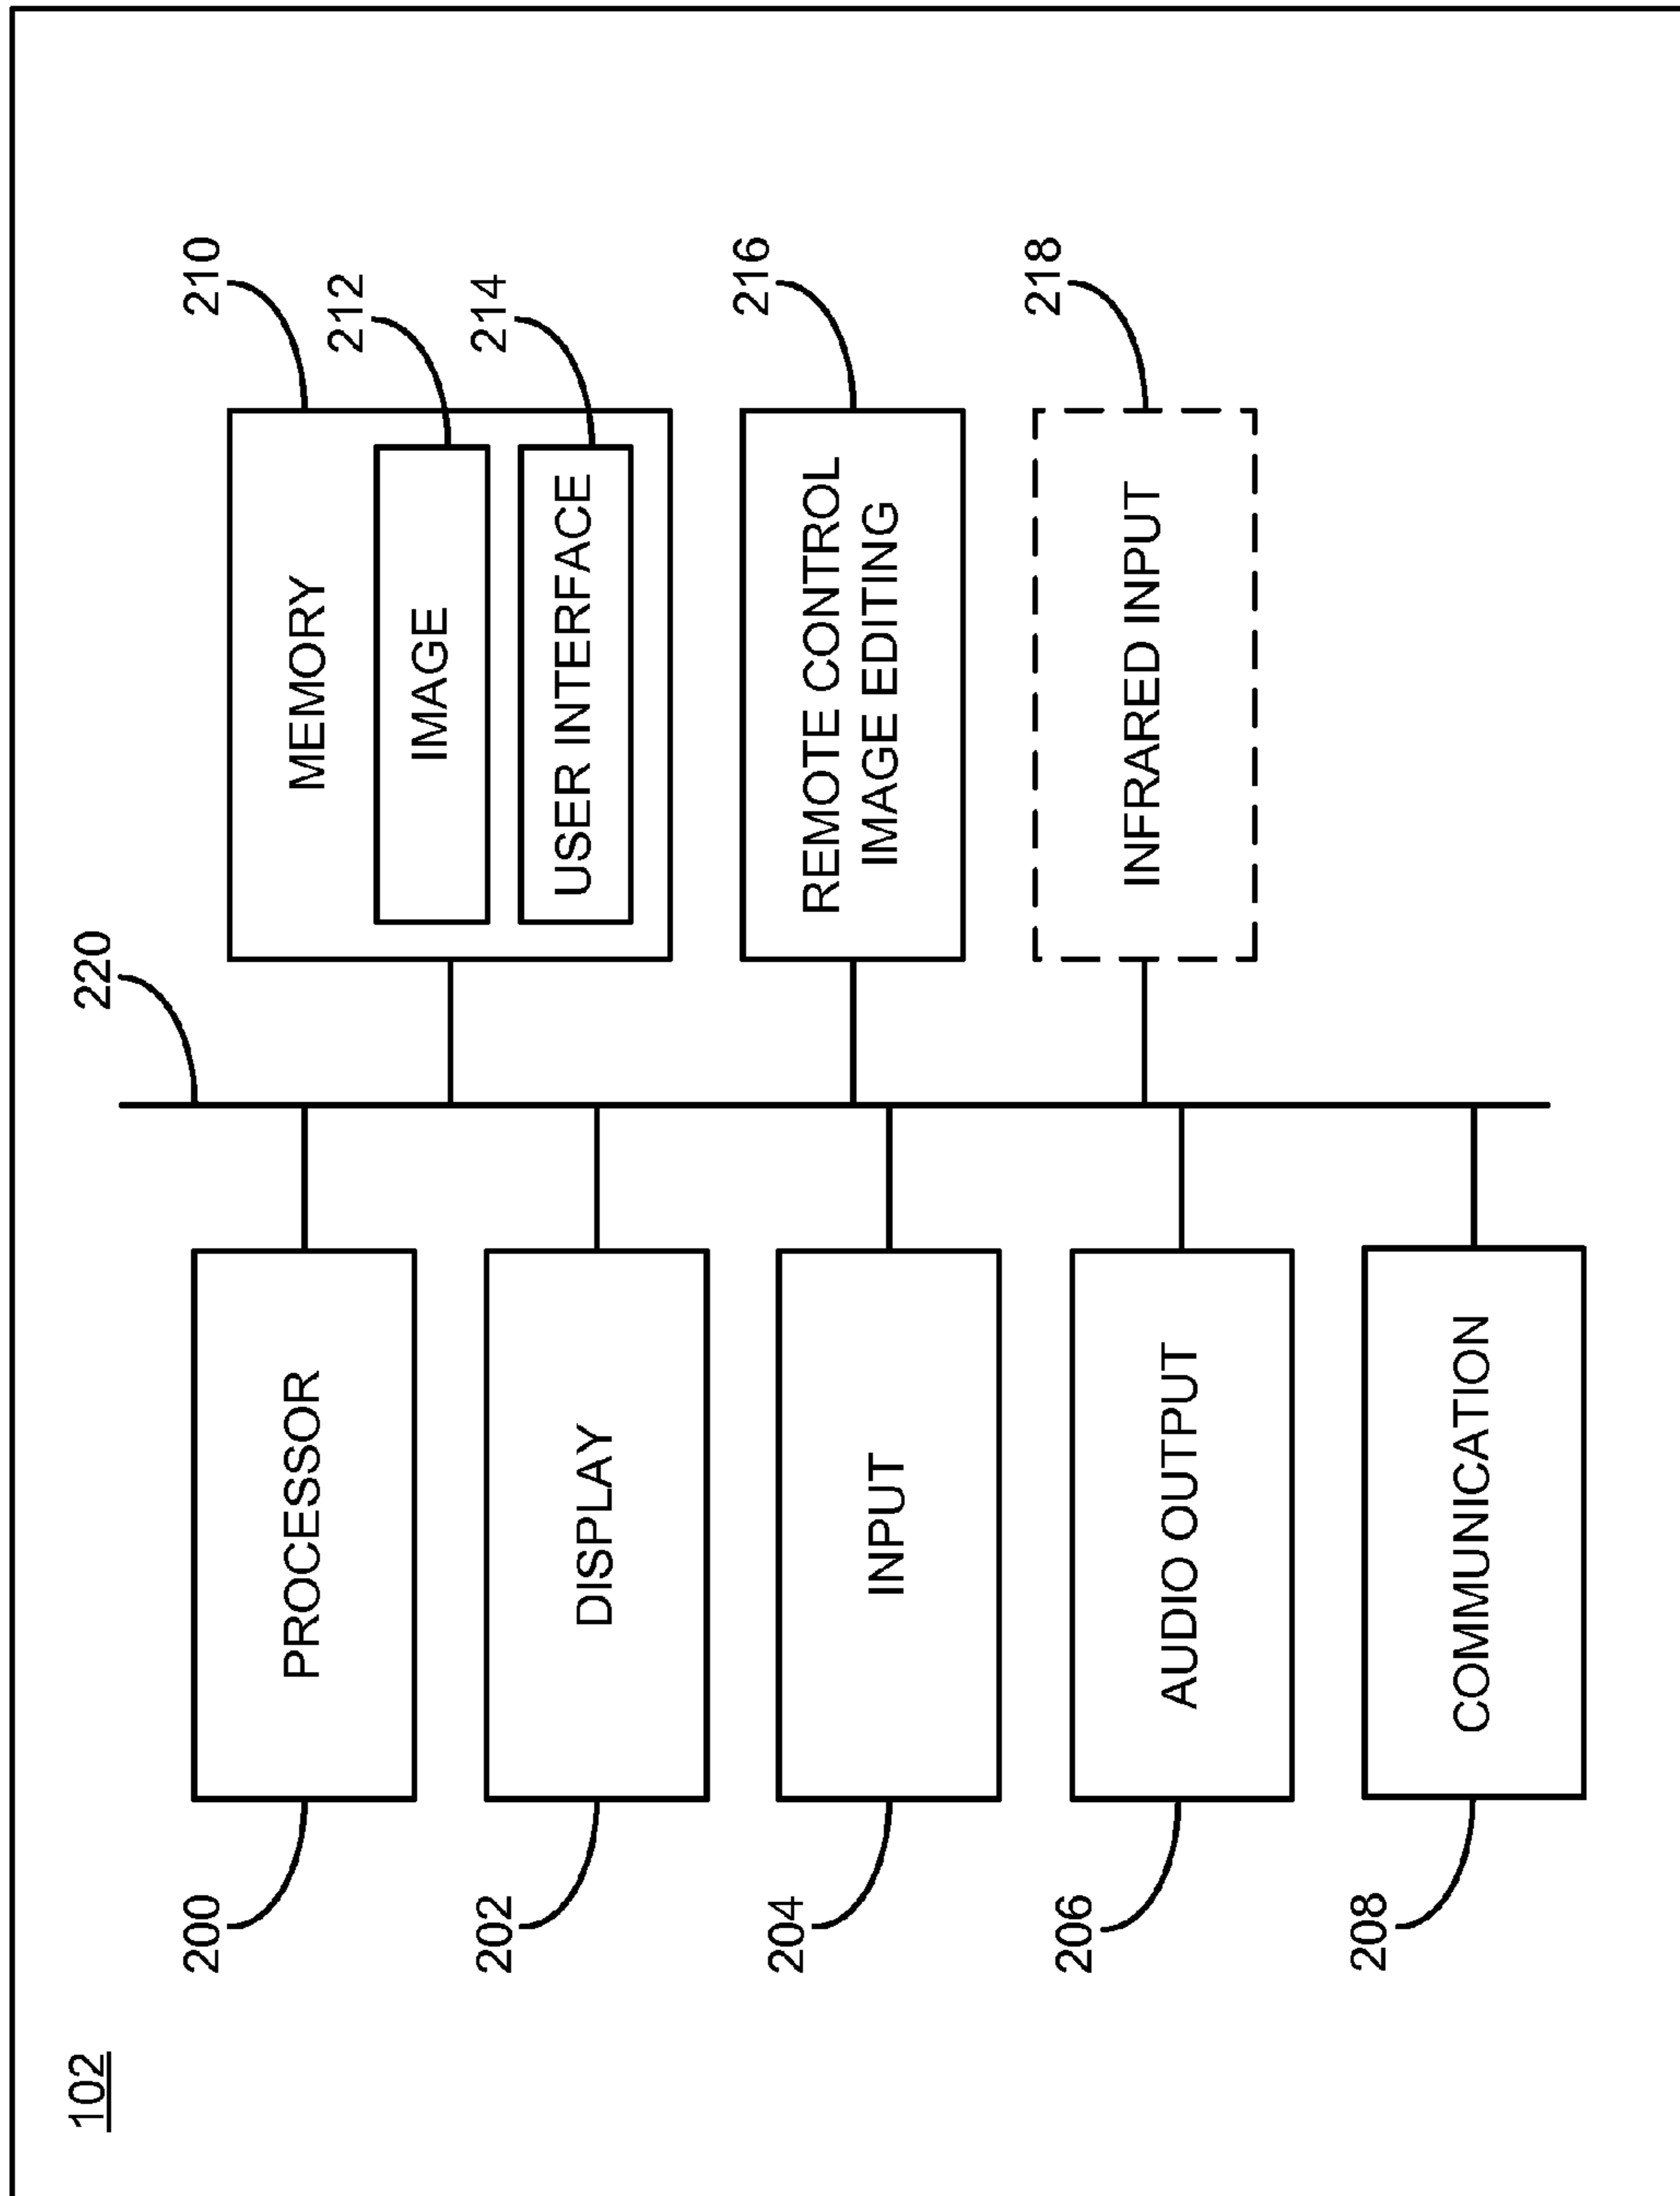 102
200
PROCESSOR
202
DISPLAY
204
INPUT
206
AUDIO OUTPUT
208
COMMUNICATION
220
210
MEMORY
212
IMAGE
214
USER INTERFACE
216
REMOTE CONTROL
IMAGE EDITING
218
INFRARED INPUT